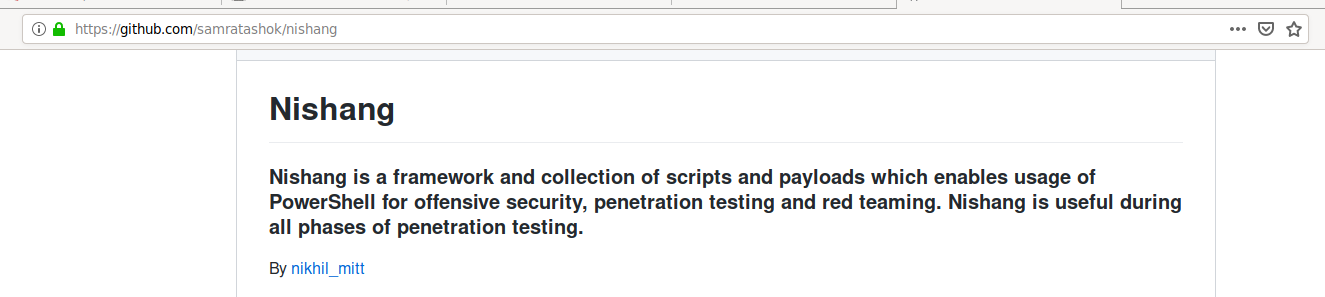 https://github.com/samratashok/nishang
Nishang
Nishang is a framework and collection of scripts and payloads which enables usage of
PowerShell for offensive security, penetration testing and red teaming. Nishang is useful during
all phases of penetration testing.
By nikhil_mitt